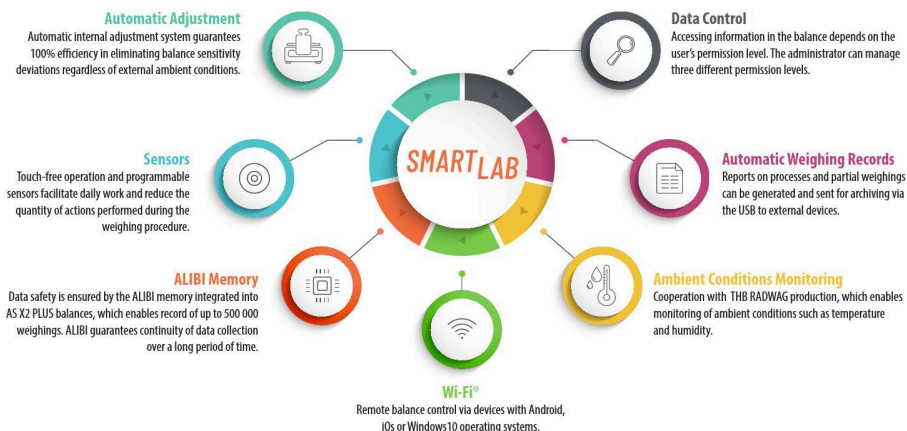 Automatic Adjustment
Automatic internal adjustment system guarantees
100% efficiency in eliminating balance sensitivity
deviations regardless of external ambient conditions.
Data Control
Accessing information in the balance depends on the
user's permission level. The administrator can manage
three different permission levels.
SMART LAB
Sensors
Touch-free operation and programmable
sensors facilitate daily work and reduce the
quantity of actions performed during the
weighing procedure.
Automatic Weighing Records
Reports on processes and partial weighings
can be generated and sent for archiving via
the USB to external devices.
ALIBI Memory
Data safety is ensured by the ALIBI memory integrated into
AS X2 PLUS balances, which enables record of up to 500 000
weighings. ALIBI guarantees continuity of data collection
over a long period of time.
Ambient Conditions Monitoring
Cooperation with THB RADWAG production, which enables
monitoring of ambient conditions such as temperature
and humidity.
Wi-Fi®
Remote balance control via devices with Android,
iOs or Windows10 operating systems.